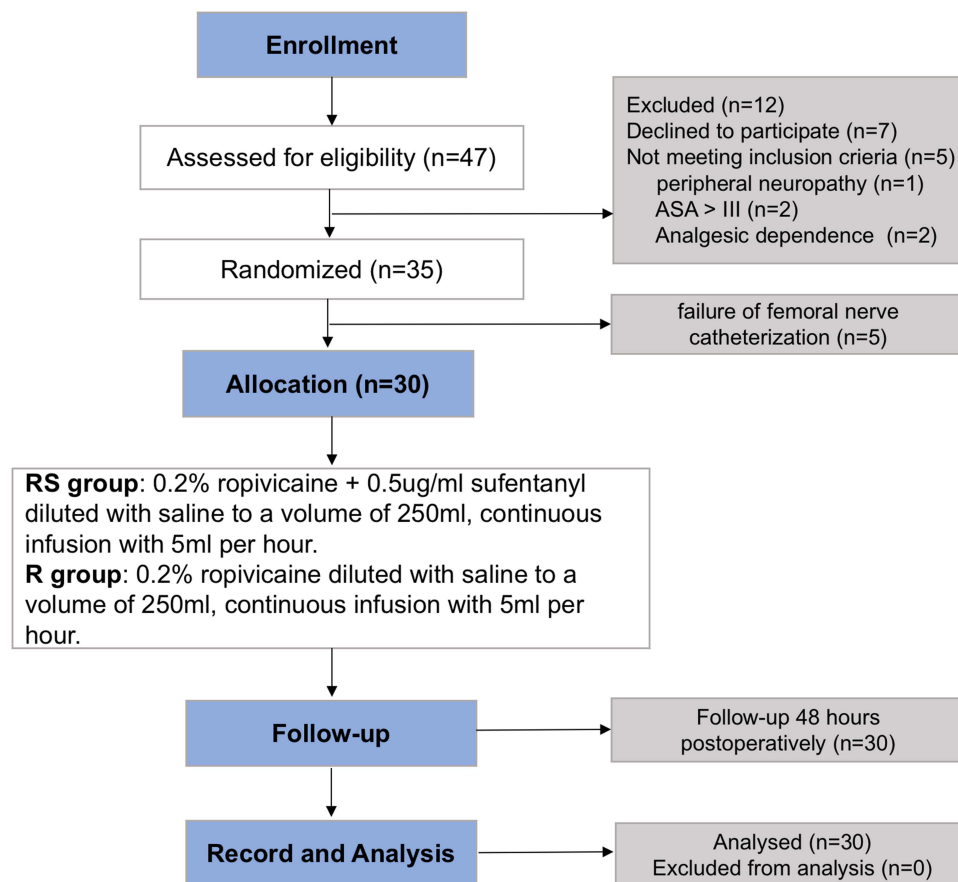 Enrollment
Assessed for eligibility (n=47)
Excluded (n=12)
Declined to participate (n=7)
Not meeting inclusion crieria (n=5)
peripheral neuropathy (n=1)
ASA > III (n=2)
Analgesic dependence (n=2)
Randomized (n=35)
failure of femoral nerve
catheterization (n=5)
Allocation (n=30)
RS group: 0.2% ropivicaine + 0.5ug/ml sufentanyl
diluted with saline to a volume of 250ml, continuous
infusion with 5ml per hour.
R group: 0.2% ropivicaine diluted with saline to a
volume of 250ml, continuous infusion with 5ml per
hour.
Follow-up
Follow-up 48 hours
postoperatively (n=30)
Record and Analysis
Analysed (n=30)
Excluded from analysis (n=0)